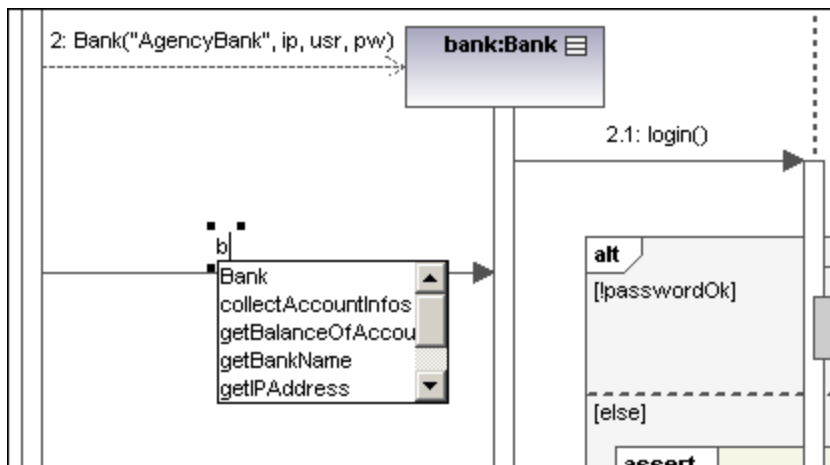 2: Bank("AgencyBank", ip, usr, pw)
bank:Bank
2.1: login()
b
Bank
collectAccountInfos
getBalanceOfAccou
getBankName
getIPAddress
alt
[!passwordOk]
[else]
assert